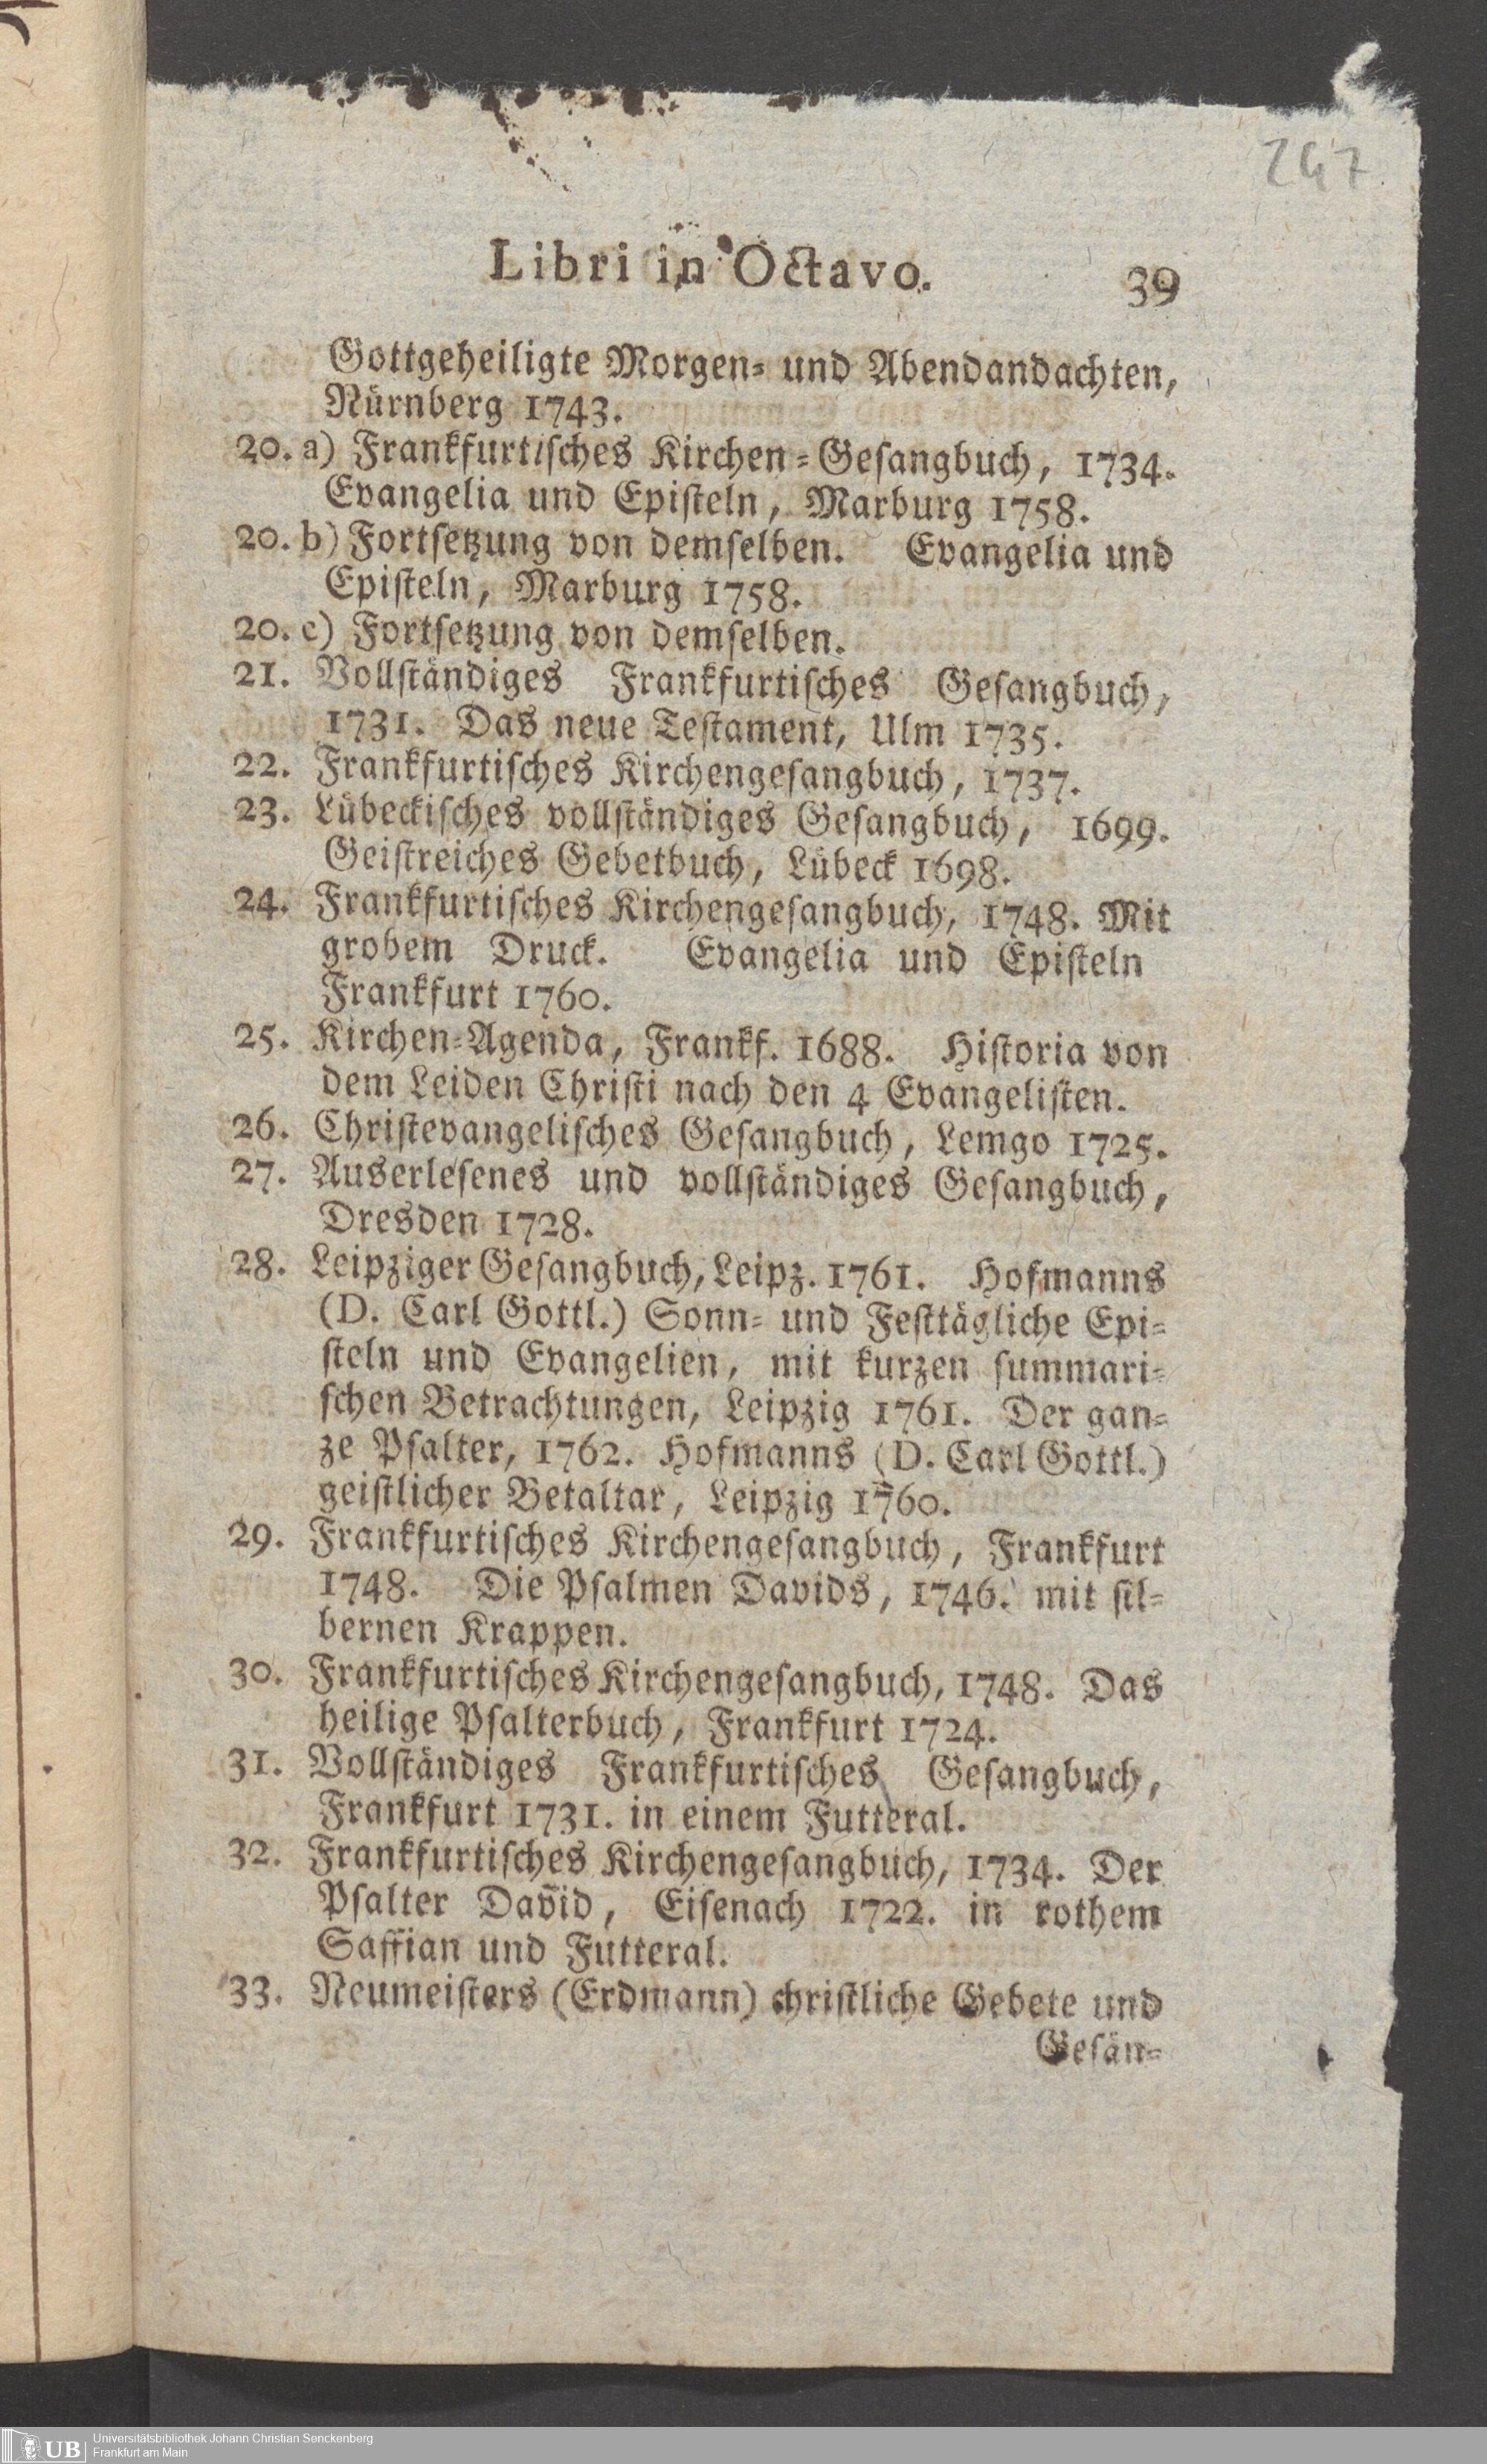 247
Libri in Octavo. 39
Gottgeheiligte Morgen- und Abendandachten,
Nürnberg 1743.
20. a) Frankfurtisches Kirchen-Gesangbuch, 1734.
Evangelia und Episteln, Marburg 1758.
20. b) Fortsetzung von demselben. Evangelia und
Episteln, Marburg 1758.
20. c) Fortsetzung von demselben.
21. Vollständiges Frankfurtisches Gesangbuch,
1731. Das neue Testament, Ulm 1735.
22. Frankfurtisches Kirchengesangbuch, 1737.
23. Lübeckisches vollständiges Gesangbuch, 1699.
Geistreiches Gebetbuch, Lübeck 1698.
24. Frankfurtisches Kirchengesangbuch, 1748. Mit
grobem Druck. Evangelia und Episteln
Frankfurt 1760.
25. Kirchen-Agenda, Frankf. 1688. Historia von
dem Leiden Christi nach den 4 Evangelisten.
26. Christevangelisches Gesangbuch, Lemgo 1725.
27. Auserlesenes und vollständiges Gesangbuch,
Dresden 1728.
28. Leipziger Gesangbuch, Leipz. 1761. Hofmanns
(D. Carl Gottl.) Sonn- und Festtägliche Epi-
steln und Evangelien, mit kurzen summari-
schen Betrachtungen, Leipzig 1761. Der gan-
ze Psalter, 1762. Hofmanns (D. Carl Gottl.)
geistlicher Betaltar, Leipzig 1760.
29. Frankfurtisches Kirchengesangbuch, Frankfurt
1748. Die Psalmen Davids, 1746. mit sil-
bernen Krappen.
30. Frankfurtisches Kirchengesangbuch, 1748. Das
heilige Psalterbuch, Frankfurt 1724.
31. Vollständiges Frankfurtisches Gesangbuch,
Frankfurt 1731. in einem Futteral.
32. Frankfurtisches Kirchengesangbuch, 1734. Der
Psalter David, Eisenach 1722. in rothem
Saffian und Futteral.
33. Neumeisters (Erdmann) christliche Gebete und
Gesän-
UB Universitätsbibliothek Johann Christian Senckenberg
Frankfurt am Main